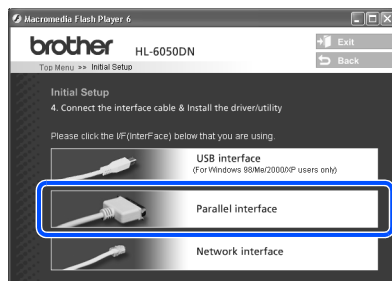 Macromedia Flash Player 6
brother HL-6050DN
Exit
Back
Top Menu >> Initial Setup
Initial Setup
4. Connect the interface cable & Install the driver/utility
Please click the I/F(InterFace) below that you are using.
USB interface
(For Windows 98/Me/2000/XP users only)
Parallel interface
Network interface